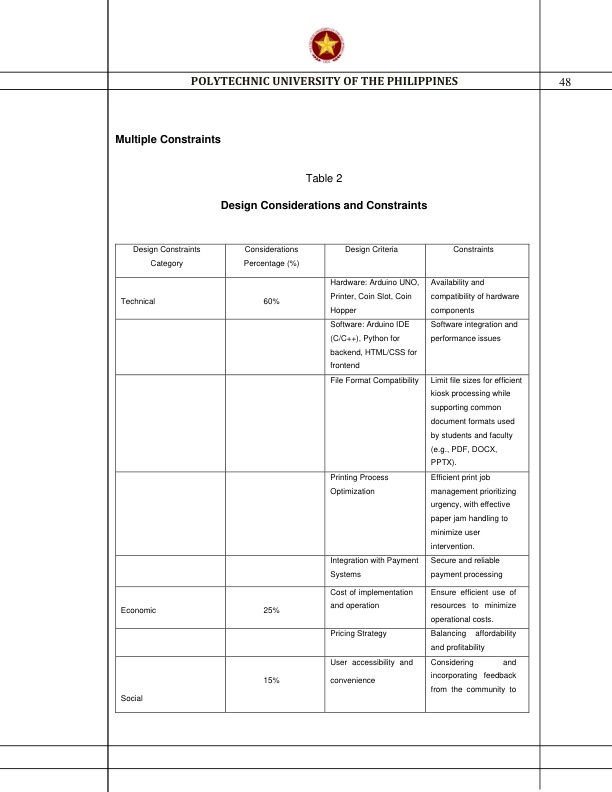 POLYTECHNIC UNIVERSITY OF THE PHILIPPINES
48
Multiple Constraints
Table 2
Design Considerations and Constraints
Design Constraints
Category
Considerations
Percentage (%)
Design Criteria
Constraints
Technical
60%
Hardware: Arduino UNO,
Printer, Coin Slot, Coin
Hopper
Availability and
compatibility of hardware
components
Software: Arduino IDE
(C/C++), Python for
backend, HTML/CSS for
frontend
Software integration and
performance issues
File Format Compatibility
Limit file sizes for efficient
kiosk processing while
supporting common
document formats used
by students and faculty
(e.g., PDF, DOCX,
PPTX).
Printing Process
Optimization
Efficient print job
management prioritizing
urgency, with effective
paper jam handling to
minimize user
intervention.
Integration with Payment
Systems
Secure and reliable
payment processing
Economic
25%
Cost of implementation
and operation
Ensure efficient use of
resources to minimize
operational costs.
Pricing Strategy
Balancing affordability
and profitability
Social
15%
User accessibility and
convenience
Considering and
incorporating feedback
from the community to